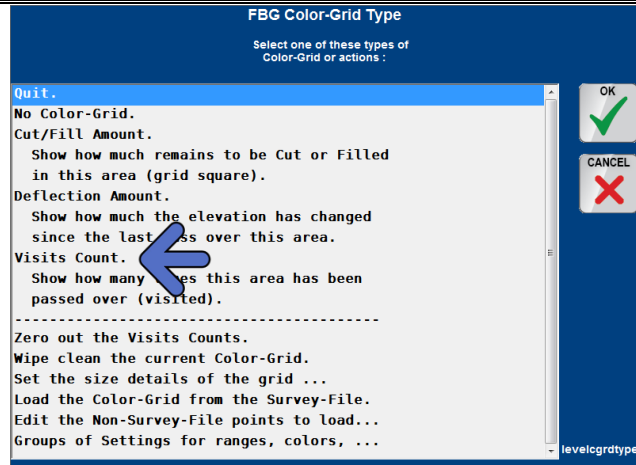 FBG Color-Grid Type
Select one of these types of
Color-Grid or actions :
Quit.
No Color-Grid.
Cut/Fill Amount.
Show how much remains to be Cut or Filled
in this area (grid square).
Deflection Amount.
Show how much the elevation has changed
since the last over this area.
Visits Count.
Show how many this area has been
passed over (visited).
-------------------------------------------
Zero out the Visits Counts.
Wipe clean the current Color-Grid.
Set the size details of the grid ...
Load the Color-Grid from the Survey-File.
Edit the Non-Survey-File points to load...
Groups of Settings for ranges, colors, ...
OK
CANCEL
levelcgrdtype